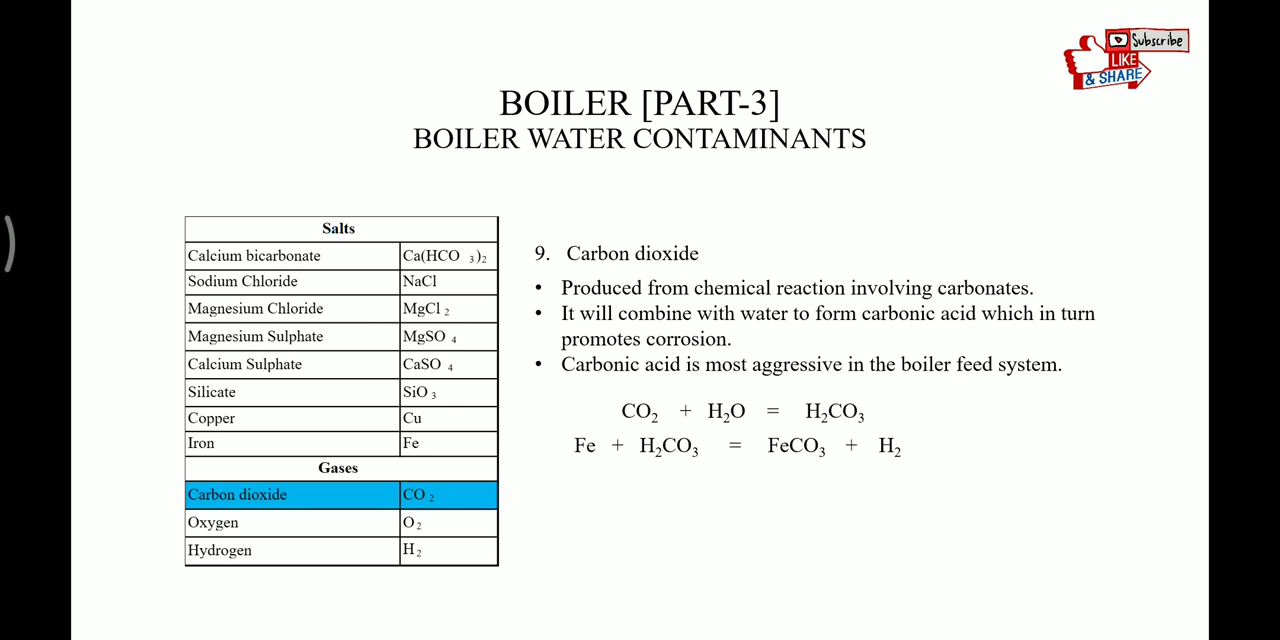 Subscribe
LIKE
& SHARE
BOILER [PART-3]
BOILER WATER CONTAMINANTS
Salts
Calcium bicarbonate Ca(HCO ₃)₂
Sodium Chloride NaCl
Magnesium Chloride MgCl ₂
Magnesium Sulphate MgSO ₄
Calcium Sulphate CaSO ₄
Silicate SiO ₃
Copper Cu
Iron Fe
Gases
Carbon dioxide CO ₂
Oxygen O ₂
Hydrogen H ₂
9. Carbon dioxide
• Produced from chemical reaction involving carbonates.
• It will combine with water to form carbonic acid which in turn
promotes corrosion.
• Carbonic acid is most aggressive in the boiler feed system.
CO₂ + H₂O = H₂CO₃
Fe + H₂CO₃ = FeCO₃ + H₂